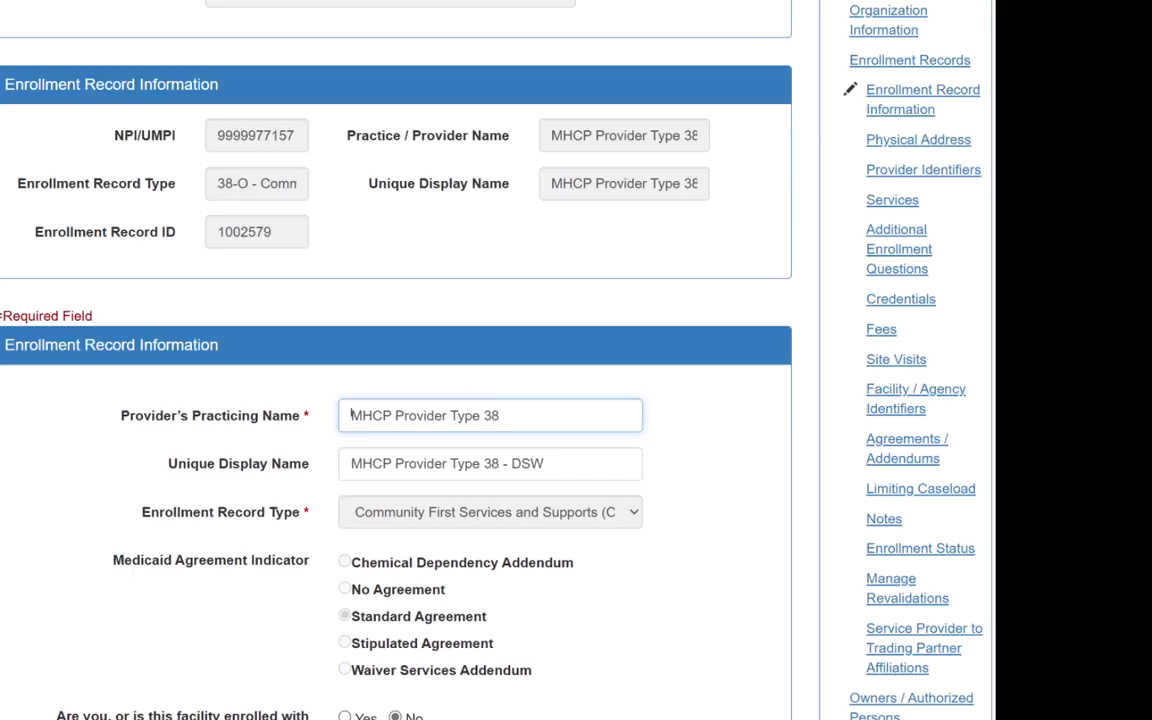 Organization
Information
Enrollment Records
Enrollment Record
Information
Physical Address
Provider Identifiers
Services
Additional
Enrollment
Questions
Credentials
Fees
Site Visits
Facility / Agency
Identifiers
Agreements /
Addendums
Limiting Caseload
Notes
Enrollment Status
Manage
Revalidations
Service Provider to
Trading Partner
Affiliations
Owners / Authorized
Persons
Enrollment Record Information
NPI/UMPI 9999977157 Practice / Provider Name MHCP Provider Type 38
Enrollment Record Type 38-O - Comm Unique Display Name MHCP Provider Type 38
Enrollment Record ID 1002579
=Required Field
Enrollment Record Information
Provider's Practicing Name * MHCP Provider Type 38
Unique Display Name MHCP Provider Type 38 - DSW
Enrollment Record Type * Community First Services and Supports (C
Medicaid Agreement Indicator Chemical Dependency Addendum
No Agreement
Standard Agreement
Stipulated Agreement
Waiver Services Addendum
Are you, or is this facility enrolled with Yes No